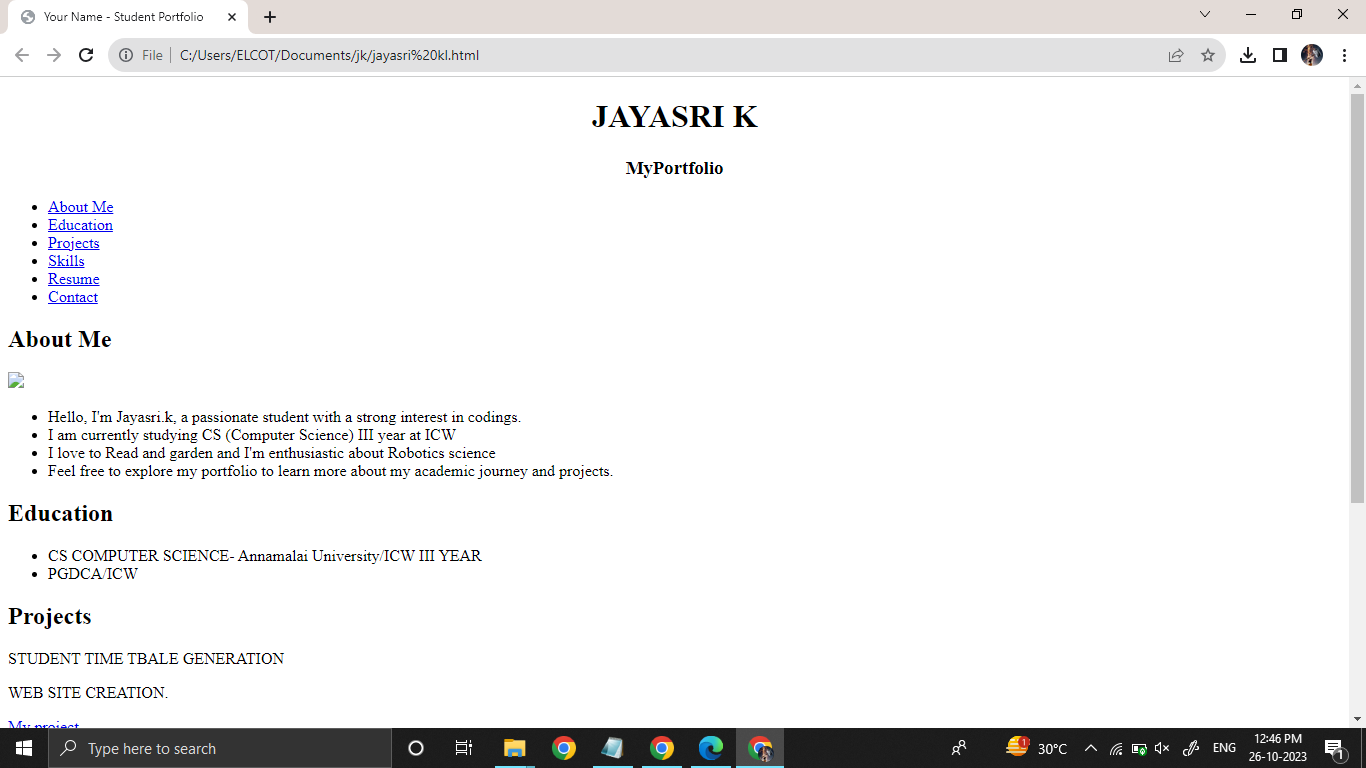 Your Name - Student Portfolio
File
C:/Users/ELCOT/Documents/jk/jayasri%20kl.html
JAYASRI K
MyPortfolio
About Me
Education
Projects
Skills
Resume
Contact
About Me
Hello, I'm Jayasri.k, a passionate student with a strong interest in codings.
I am currently studying CS (Computer Science) III year at ICW
I love to Read and garden and I'm enthusiastic about Robotics science
Feel free to explore my portfolio to learn more about my academic journey and projects.
Education
CS COMPUTER SCIENCE- Annamalai University/ICW III YEAR
PGDCA/ICW
Projects
STUDENT TIME TBALE GENERATION
WEB SITE CREATION.
My project
Type here to search
1
30°C
ENG
12:46 PM
26-10-2023
1